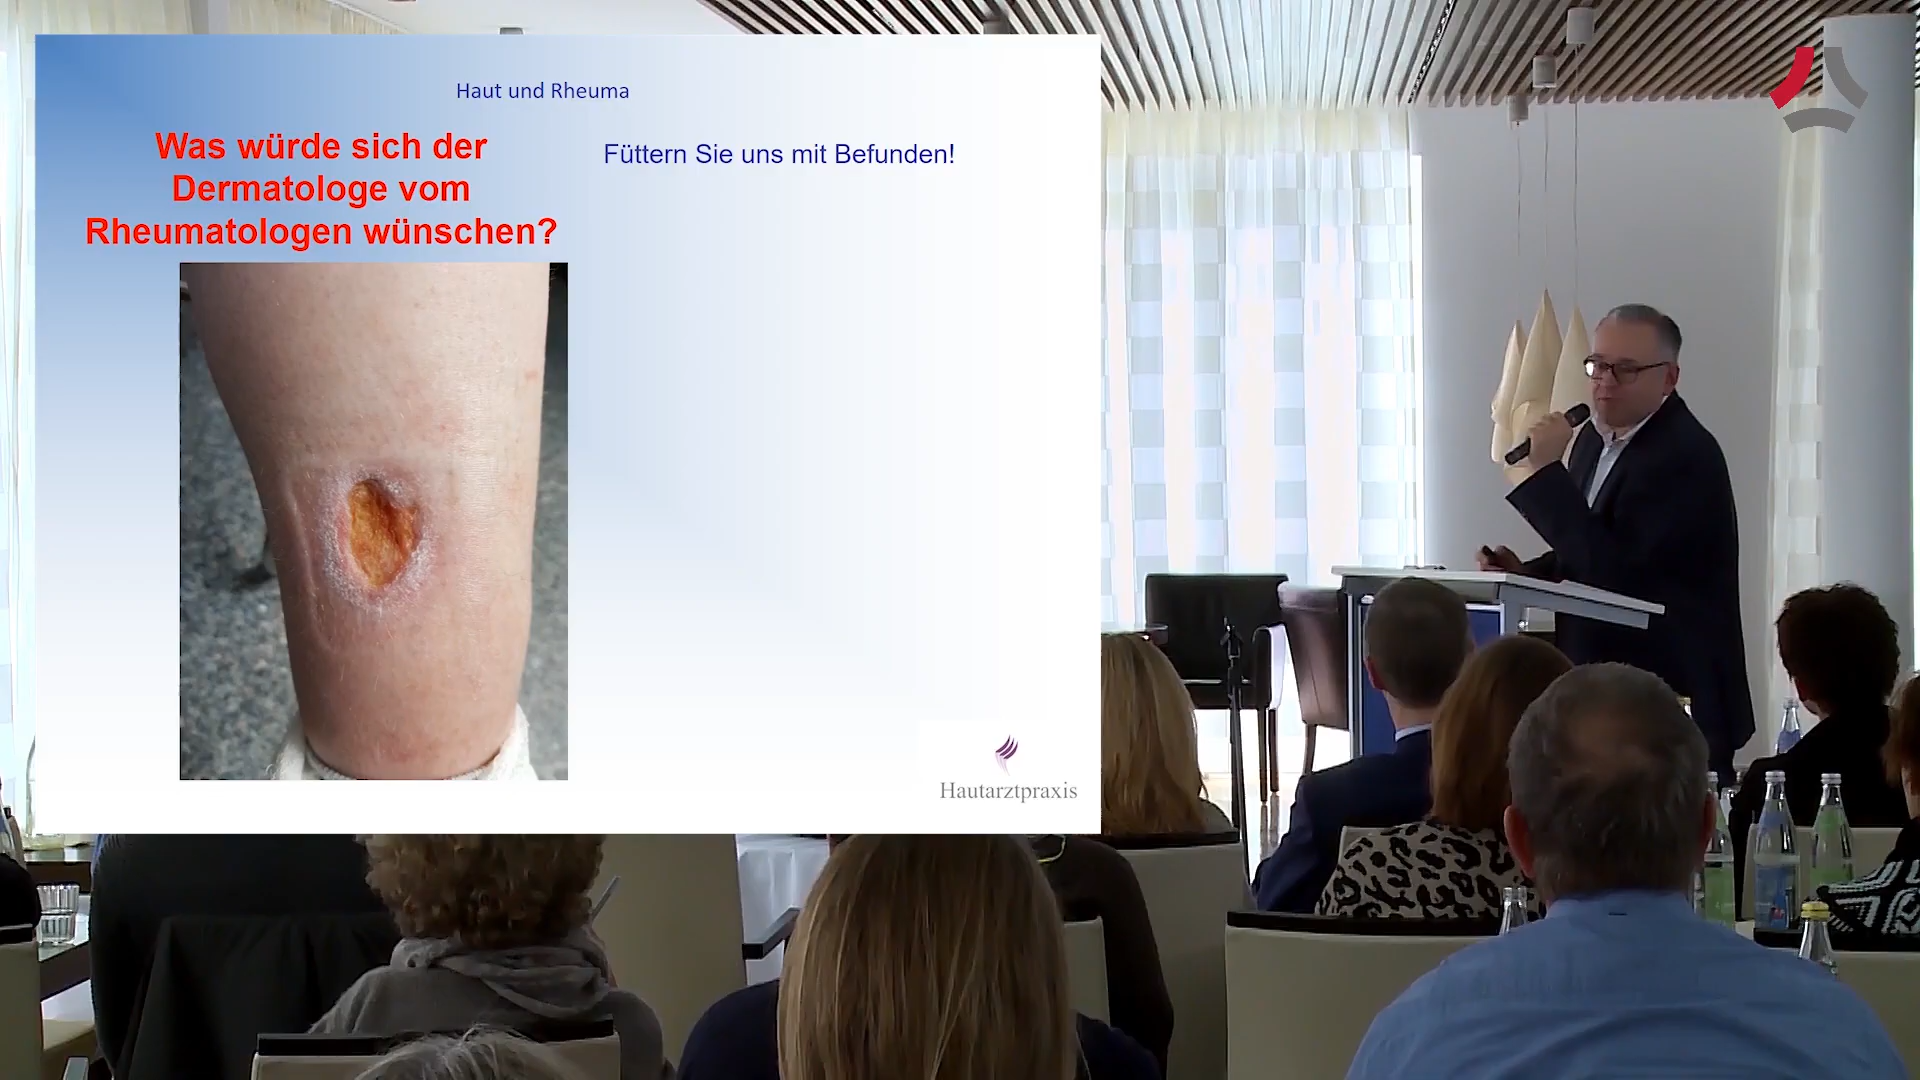 Haut und Rheuma
Was würde sich der
Dermatologe vom
Rheumatologen wünschen?
Füttern Sie uns mit Befunden!
Hautarztpraxis